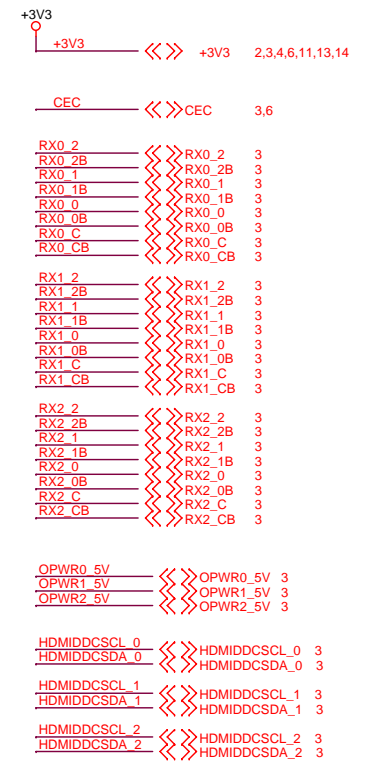 +3V3
+3V3 +3V3 2,3,4,6,11,13,14
CEC CEC 3,6
RX0_2 RX0_2 3
RX0_2B RX0_2B 3
RX0_1 RX0_1 3
RX0_1B RX0_1B 3
RX0_0 RX0_0 3
RX0_0B RX0_0B 3
RX0_C RX0_C 3
RX0_CB RX0_CB 3
RX1_2 RX1_2 3
RX1_2B RX1_2B 3
RX1_1 RX1_1 3
RX1_1B RX1_1B 3
RX1_0 RX1_0 3
RX1_0B RX1_0B 3
RX1_C RX1_C 3
RX1_CB RX1_CB 3
RX2_2 RX2_2 3
RX2_2B RX2_2B 3
RX2_1 RX2_1 3
RX2_1B RX2_1B 3
RX2_0 RX2_0 3
RX2_0B RX2_0B 3
RX2_C RX2_C 3
RX2_CB RX2_CB 3
OPWR0_5V OPWR0_5V 3
OPWR1_5V OPWR1_5V 3
OPWR2_5V OPWR2_5V 3
HDMIDDCSCL_0 HDMIDDCSCL_0 3
HDMIDDCSDA_0 HDMIDDCSDA_0 3
HDMIDDCSCL_1 HDMIDDCSCL_1 3
HDMIDDCSDA_1 HDMIDDCSDA_1 3
HDMIDDCSCL_2 HDMIDDCSCL_2 3
HDMIDDCSDA_2 HDMIDDCSDA_2 3